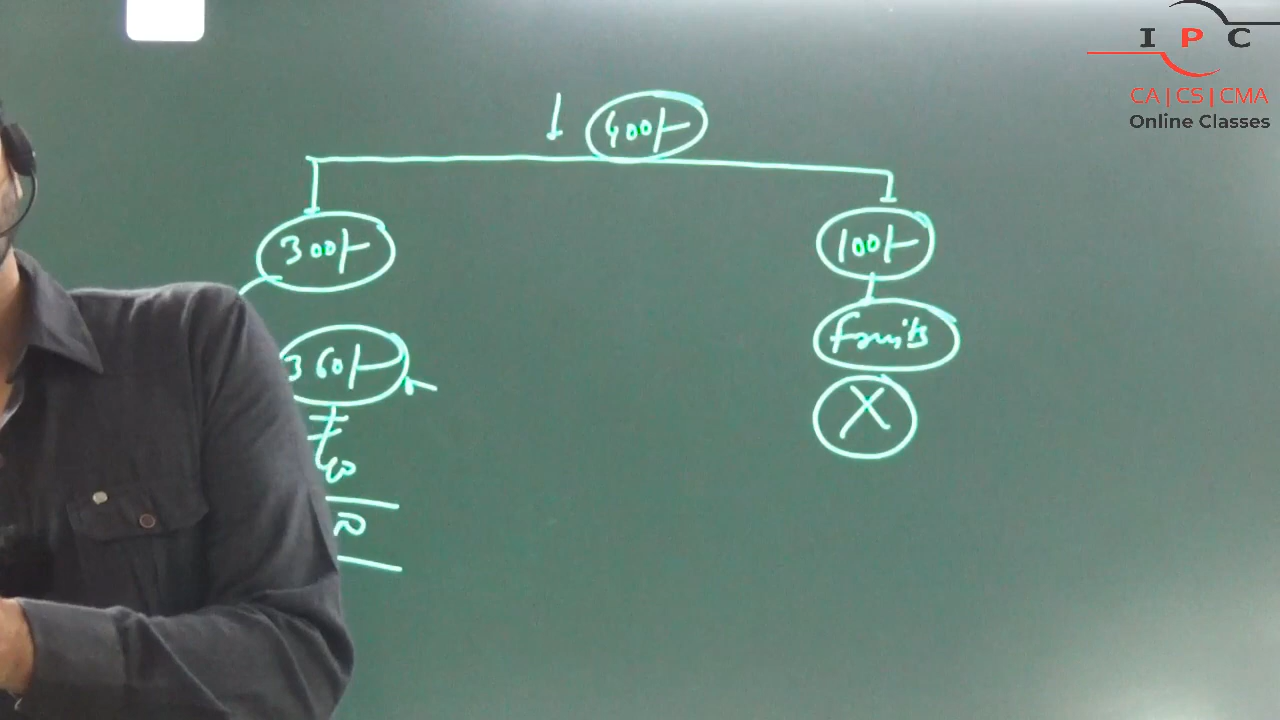 I P C
CA|CS|CMA
Online Classes
400/-
300/-
100/-
360/-
fruits
X